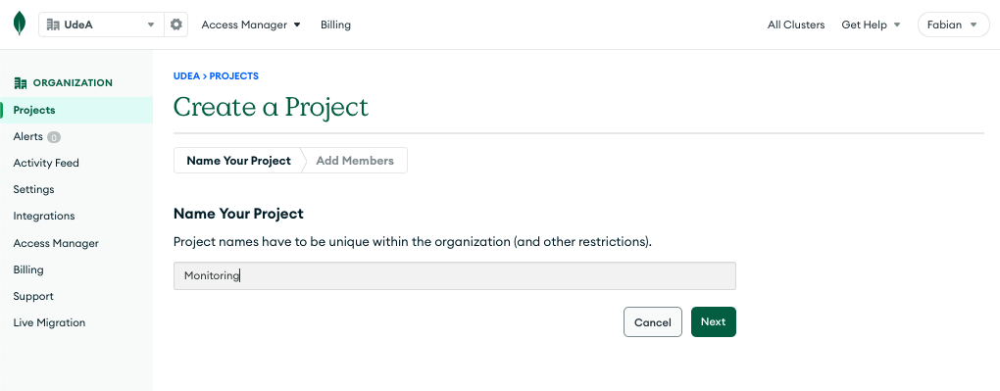 UdeA
Access Manager
Billing
All Clusters
Get Help
Fabian
ORGANIZATION
Projects
Alerts 0
Activity Feed
Settings
Integrations
Access Manager
Billing
Support
Live Migration
UDEA > PROJECTS
Create a Project
Name Your Project
Add Members
Name Your Project
Project names have to be unique within the organization (and other restrictions).
Monitoring
Cancel
Next